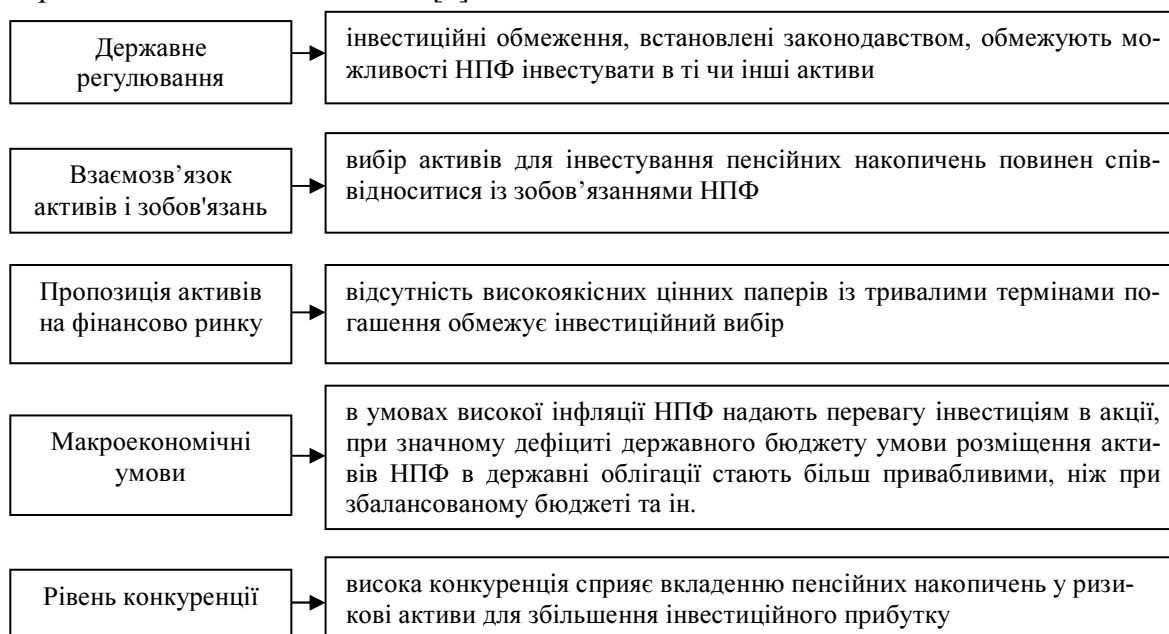 Державне
регулювання
інвестиційні обмеження, встановлені законодавством, обмежують мо-
жливості НПФ інвестувати в ті чи інші активи
Взаємозв’язок
активів і зобов'язань
вибір активів для інвестування пенсійних накопичень повинен спів-
відноситися із зобов’язаннями НПФ
Пропозиція активів
на фінансово ринку
відсутність високоякісних цінних паперів із тривалими термінами по-
гашення обмежує інвестиційний вибір
Макроекономічні
умови
в умовах високої інфляції НПФ надають перевагу інвестиціям в акції,
при значному дефіциті державного бюджету умови розміщення акти-
вів НПФ в державні облігації стають більш привабливими, ніж при
збалансованому бюджеті та ін.
Рівень конкуренції
висока конкуренція сприяє вкладенню пенсійних накопичень у ризи-
кові активи для збільшення інвестиційного прибутку